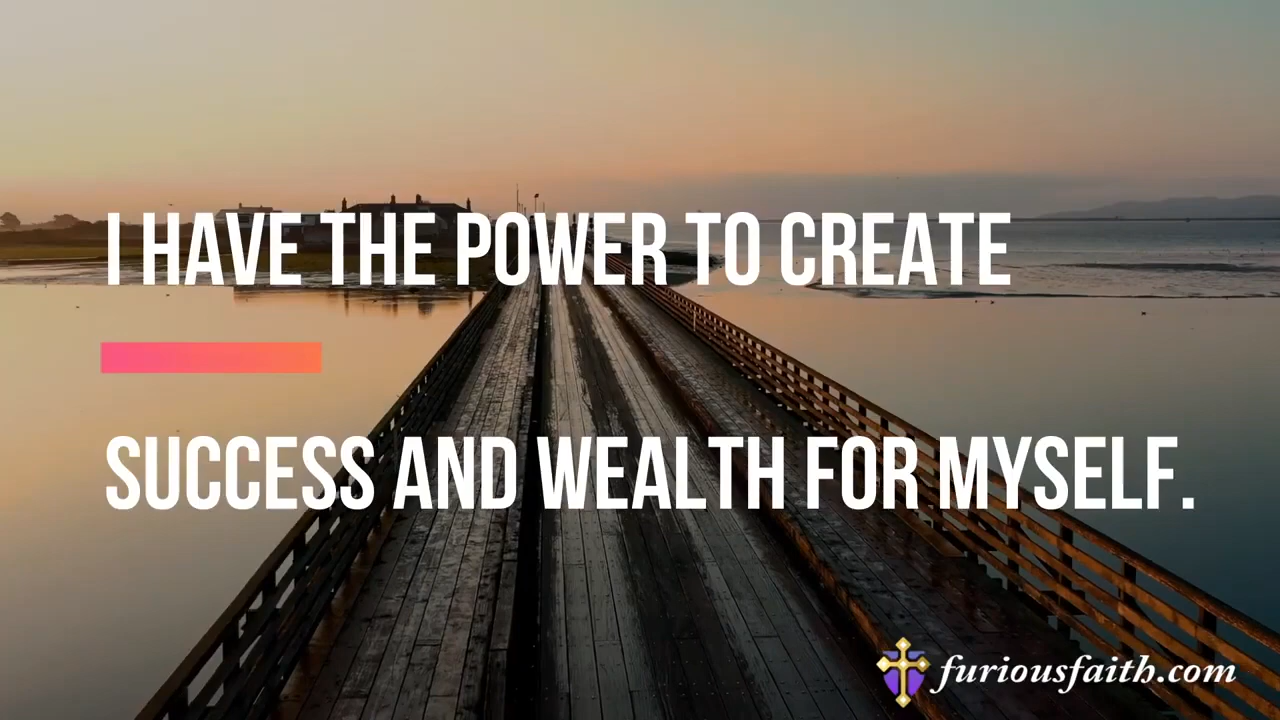 I HAVE THE POWER TO CREATE
SUCCESS AND WEALTH FOR MYSELF.
furiousfaith.com